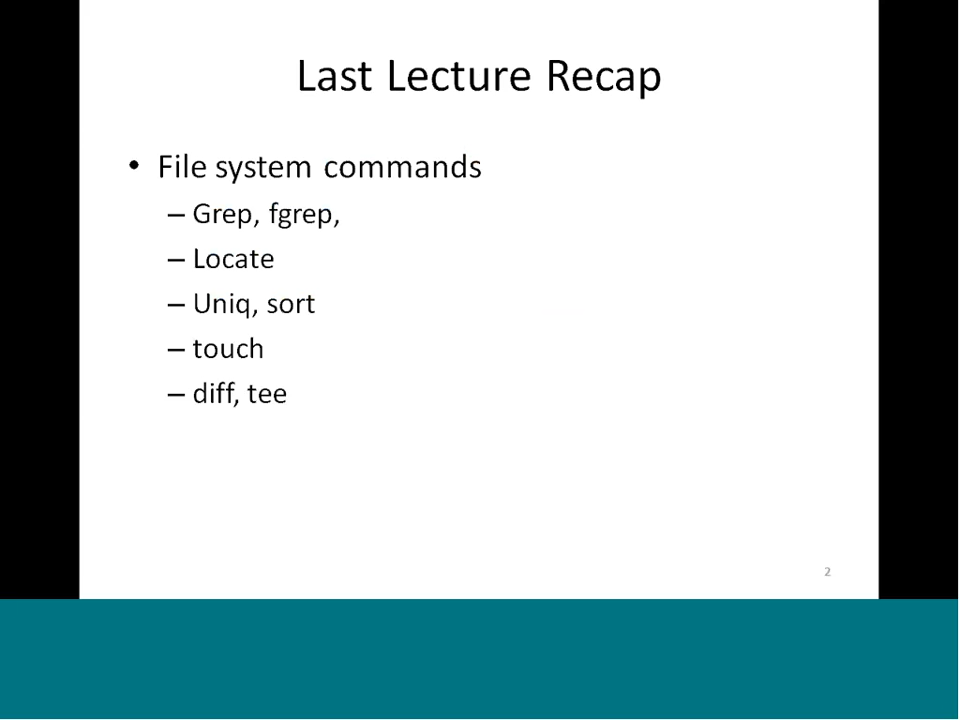 Last Lecture Recap
• File system commands
– Grep, fgrep,
– Locate
– Uniq, sort
– touch
– diff, tee
2